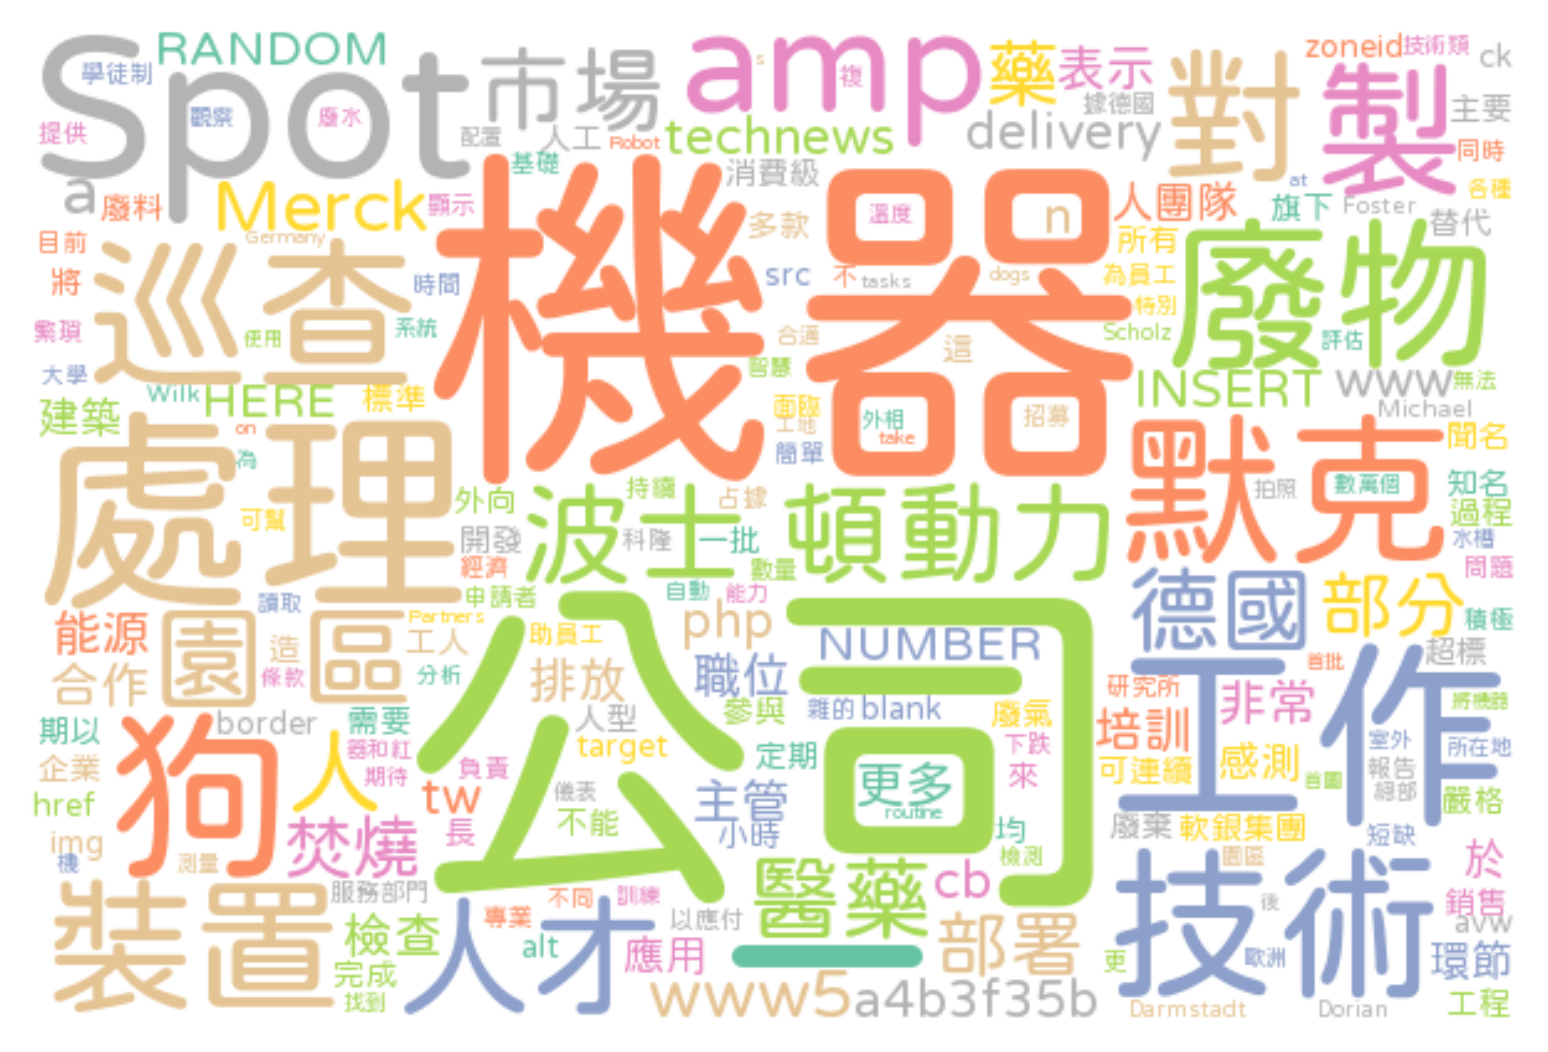 RANDOM
Spot
學徒制
觀察
廢水
提供
市場
amp
s
複
藥
表示
zoneid
技術類
ck
據德國
主要
對
製
配置
人工
Robot
technews
delivery
同時
基礎
消費級
at
各種
a
廢料
Merck
顯示
機器
溫度
n
人團隊
旗下
Foster
替代
多款
目前
Germany
所有
廢物
將
巡查
時間
src
不
tasks
dogs
為員工
特別
繁瑣
使用
系統
合適
這
Scholz
評估
大學
Wilk
HERE
標準
智慧
INSERT
www
無法
建築
on
面臨
工地
外相
take
招募
Michael
為
簡單
默克
聞名
處理
外向
持續
占據
拍照
數萬個
知名
可幫
開發
波士
頓動力
科隆
一批
過程
水槽
經濟
數量
問題
讀取
申請者
自動
能力
德國
部分
積極
能源
園區
Partners
工人
助員工
公司
php
NUMBER
超標
合作
造
條款
分析
排放
職位
首批
研究所
工作
期以
border
需要
人型
參與
雜的
blank
廢氣
培訓
非常
將機器
企業
狗
人
器和紅
期待
負責
target
定期
下跌
來
可連續
感測
室外
所在地
報告
首圖
總部
href
tw
儀表
主管
更多
routine
嚴格
img
機
焚燒
長
不能
小時
均
廢棄
軟銀集團
短缺
測量
檢測
園區
醫藥
cb
技術
於
裝置
服務部門
不同
訓練
專業
以應付
後
銷售
avw
檢查
人才
alt
應用
一
部署
更
歐洲
環節
完成
找到
www5
a4b3f35b
Darmstadt
Dorian
工程